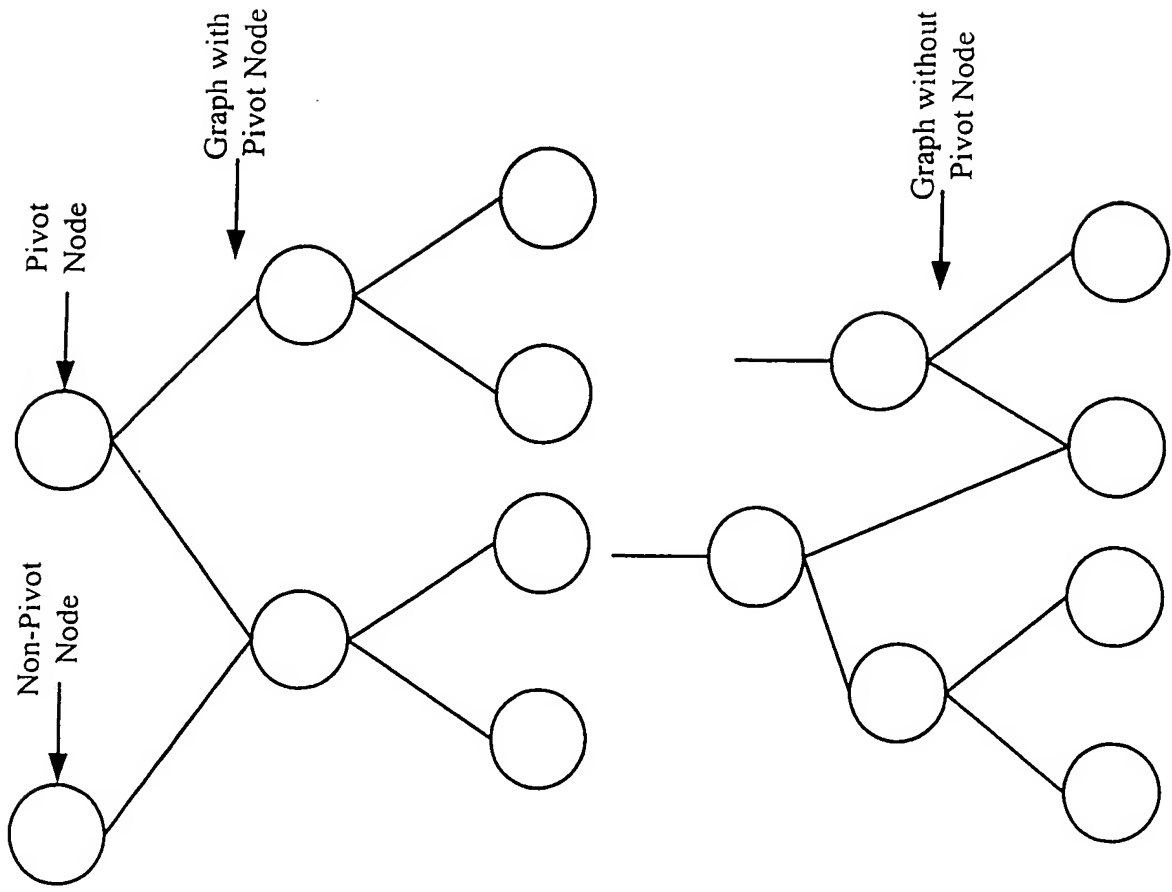 Non-Pivot
Node
Pivot
Node
Graph with
Pivot Node
Graph without
Pivot Node